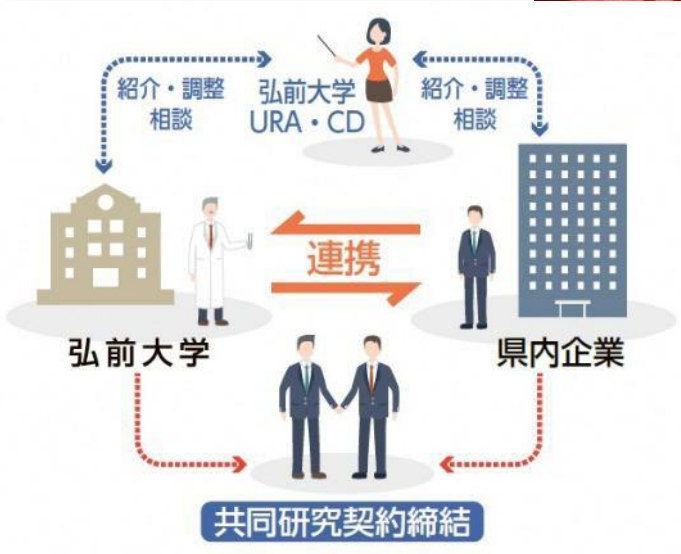 紹介・調整
相談
弘前大学
URA・CD
紹介・調整
相談
連携
弘前大学
県内企業
共同研究契約締結